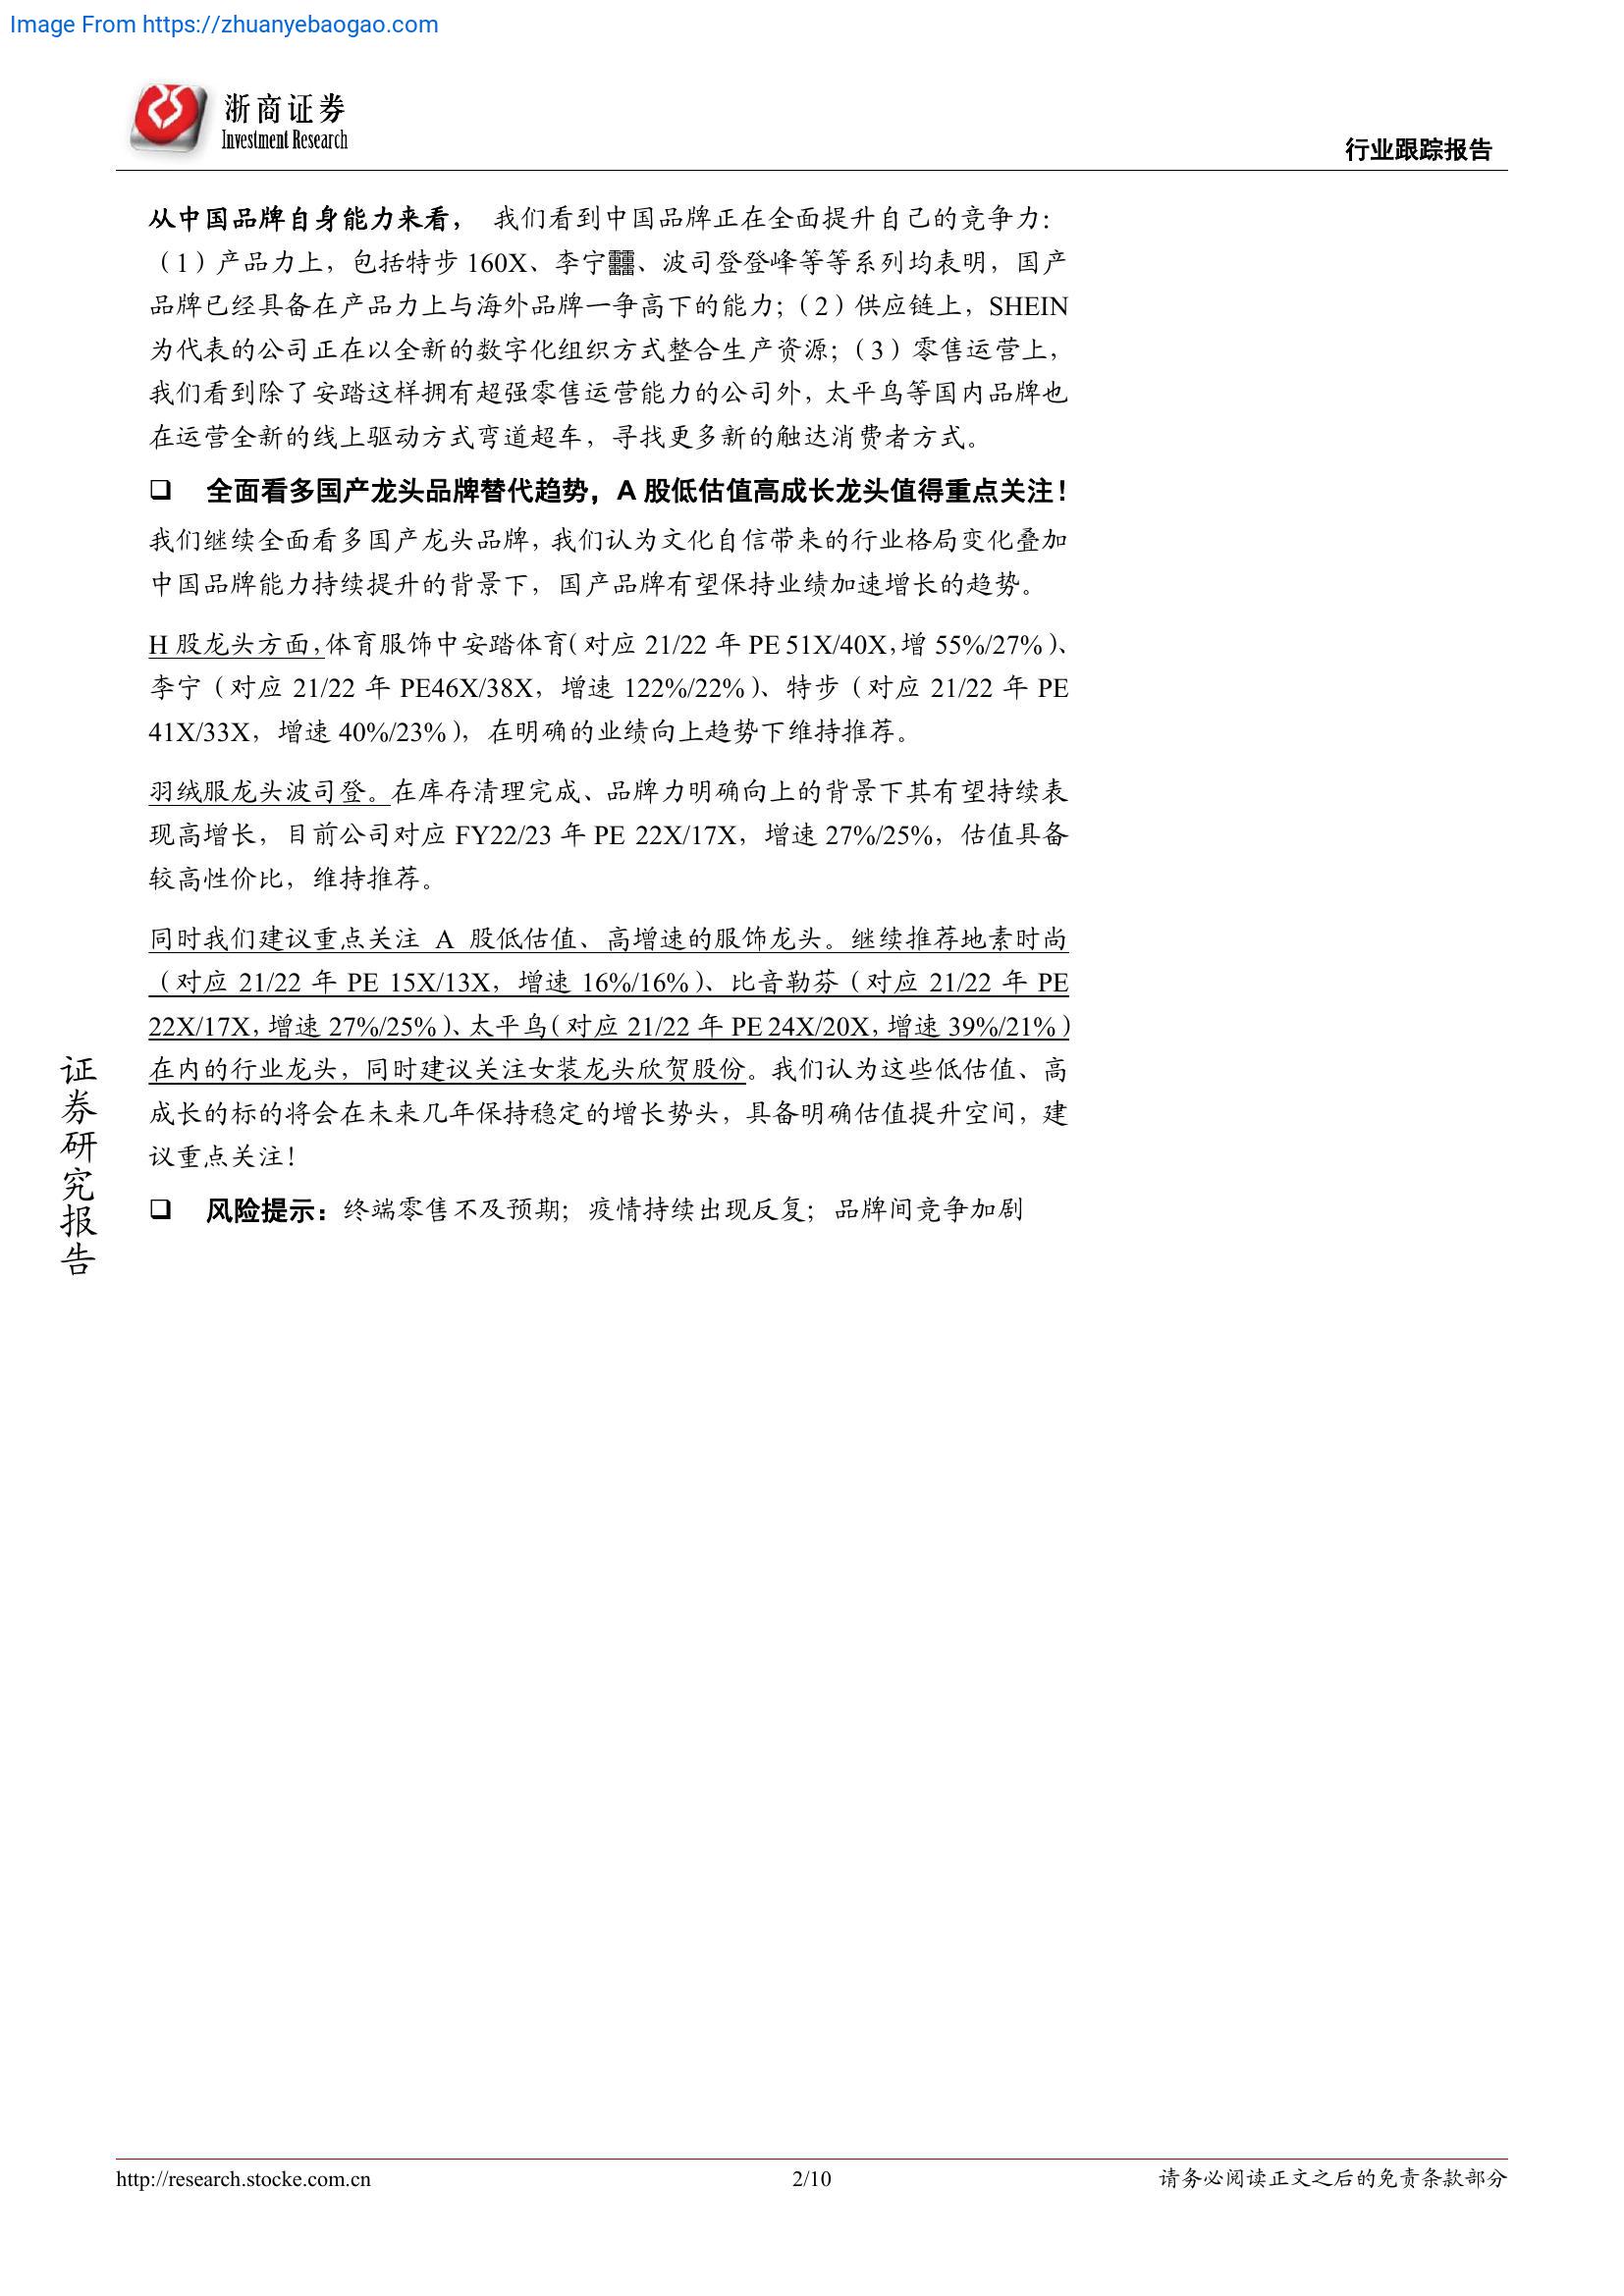 Image From https://zhuanyebaogao.com
浙商证券
Investment Research
行业跟踪报告
从中国品牌自身能力来看， 我们看到中国品牌正在全面提升自己的竞争力：
（1）产品力上，包括特步 160X、李宁䨻、波司登登峰等等系列均表明，国产
品牌已经具备在产品力上与海外品牌一争高下的能力；（2）供应链上，SHEIN
为代表的公司正在以全新的数字化组织方式整合生产资源；（3）零售运营上，
我们看到除了安踏这样拥有超强零售运营能力的公司外，太平鸟等国内品牌也
在运营全新的线上驱动方式弯道超车，寻找更多新的触达消费者方式。
❑ 全面看多国产龙头品牌替代趋势，A 股低估值高成长龙头值得重点关注！
我们继续全面看多国产龙头品牌，我们认为文化自信带来的行业格局变化叠加
中国品牌能力持续提升的背景下，国产品牌有望保持业绩加速增长的趋势。
H 股龙头方面，体育服饰中安踏体育（对应 21/22 年 PE 51X/40X，增 55%/27%）、
李宁（对应 21/22 年 PE46X/38X，增速 122%/22%）、特步（对应 21/22 年 PE
41X/33X，增速 40%/23%），在明确的业绩向上趋势下维持推荐。
羽绒服龙头波司登。在库存清理完成、品牌力明确向上的背景下其有望持续表
现高增长，目前公司对应 FY22/23 年 PE 22X/17X，增速 27%/25%，估值具备
较高性价比，维持推荐。
同时我们建议重点关注 A 股低估值、高增速的服饰龙头。继续推荐地素时尚
（对应 21/22 年 PE 15X/13X，增速 16%/16%）、比音勒芬（对应 21/22 年 PE
22X/17X，增速 27%/25%）、太平鸟（对应 21/22 年 PE 24X/20X，增速 39%/21%）
在内的行业龙头，同时建议关注女装龙头欣贺股份。我们认为这些低估值、高
成长的标的将会在未来几年保持稳定的增长势头，具备明确估值提升空间，建
议重点关注！
❑ 风险提示：终端零售不及预期；疫情持续出现反复；品牌间竞争加剧
证券研究报告
http://research.stocke.com.cn
2/10
请务必阅读正文之后的免责条款部分